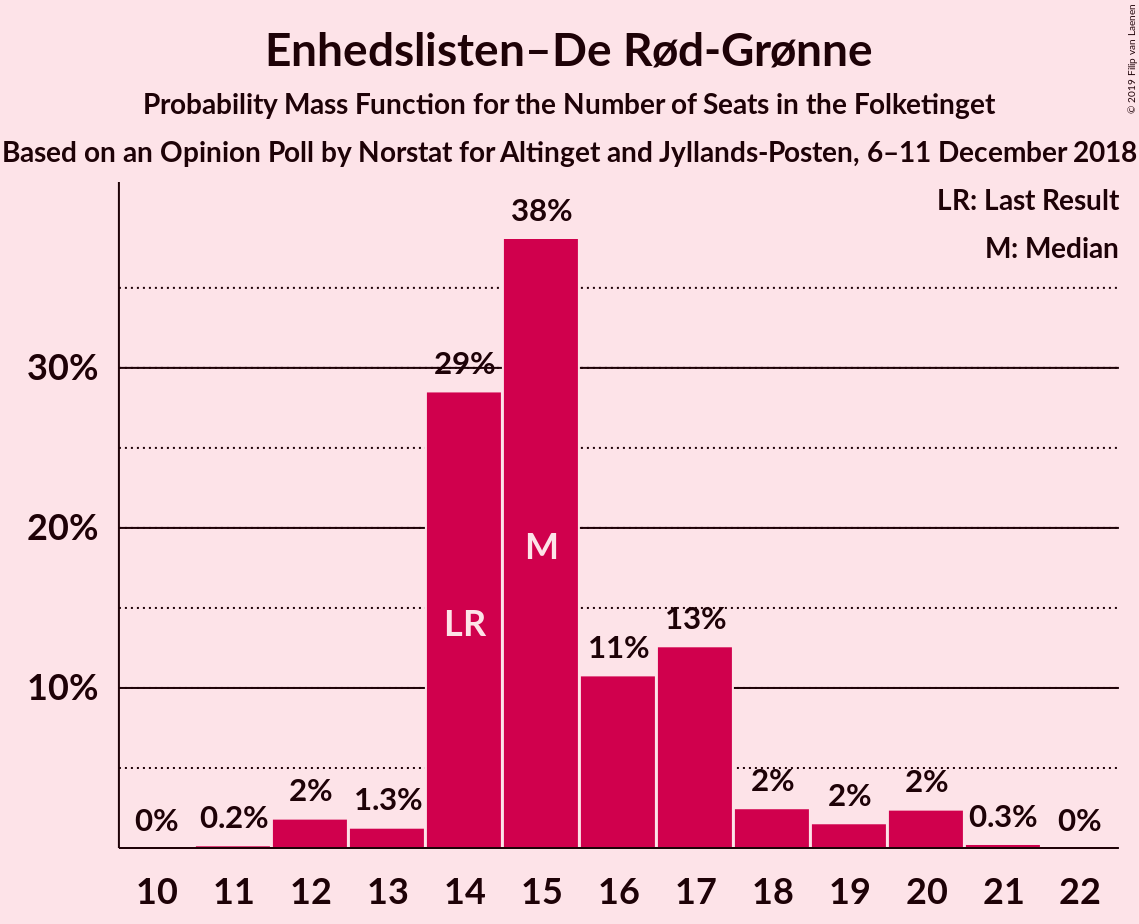 Enhedslisten–De Rød-Grønne
Probability Mass Function for the Number of Seats in the Folketinget
Based on an Opinion Poll by Norstat for Altinget and Jyllands-Posten, 6–11 December 2018
© 2019 Filip van Laenen
LR: Last Result
M: Median
30%
20%
10%
0%
0.2%
2%
1.3%
29%
38%
11%
13%
2%
2%
2%
0.3%
0%
LR
M
10 11 12 13 14 15 16 17 18 19 20 21 22